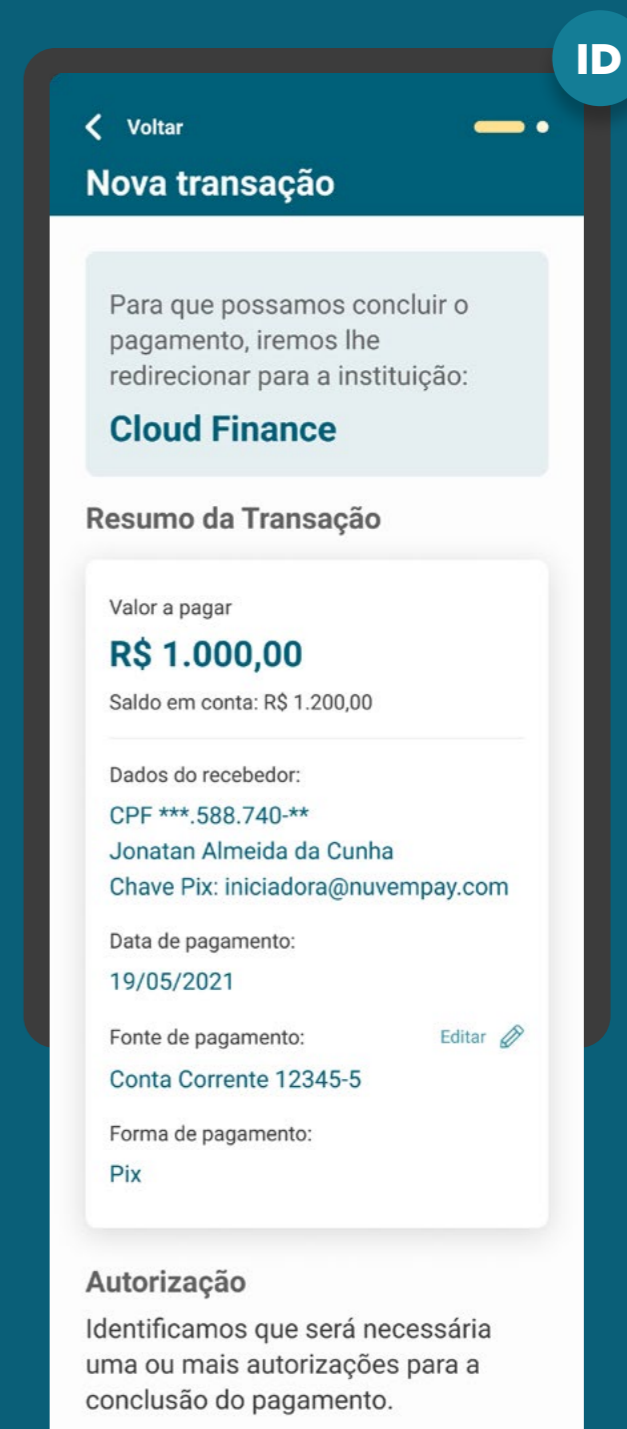 ID
Voltar
Nova transação
Para que possamos concluir o
pagamento, iremos lhe
redirecionar para a instituição:
Cloud Finance
Resumo da Transação
Valor a pagar
R$ 1.000,00
Saldo em conta: R$ 1.200,00
Dados do recebedor:
CPF ***.588.740-**
Jonatan Almeida da Cunha
Chave Pix: iniciadora@nuvempay.com
Data de pagamento:
19/05/2021
Fonte de pagamento: Editar
Conta Corrente 12345-5
Forma de pagamento:
Pix
Autorização
Identificamos que será necessária
uma ou mais autorizações para a
conclusão do pagamento.